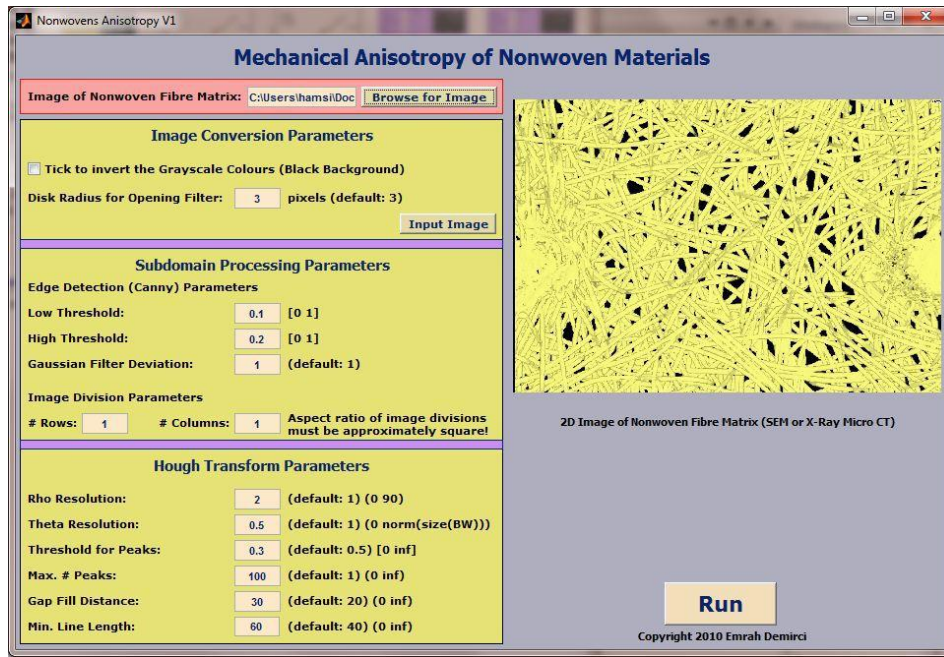 Nonwovens Anisotropy V1
Mechanical Anisotropy of Nonwoven Materials
Image of Nonwoven Fibre Matrix: C:\Users\hamsi\Doc Browse for Image
Image Conversion Parameters
Tick to invert the Grayscale Colours (Black Background)
Disk Radius for Opening Filter: 3 pixels (default: 3)
Input Image
Subdomain Processing Parameters
Edge Detection (Canny) Parameters
Low Threshold: 0.1 [0 1]
High Threshold: 0.2 [0 1]
Gaussian Filter Deviation: 1 (default: 1)
Image Division Parameters
# Rows: 1 # Columns: 1 Aspect ratio of image divisions
must be approximately square!
Hough Transform Parameters
Rho Resolution: 2 (default: 1) (0 90)
Theta Resolution: 0.5 (default: 1) (0 norm(size(BW)))
Threshold for Peaks: 0.3 (default: 0.5) [0 inf]
Max. # Peaks: 100 (default: 1) (0 inf)
Gap Fill Distance: 30 (default: 20) (0 inf)
Min. Line Length: 60 (default: 40) (0 inf)
2D Image of Nonwoven Fibre Matrix (SEM or X-Ray Micro CT)
Run
Copyright 2010 Emrah Demirci